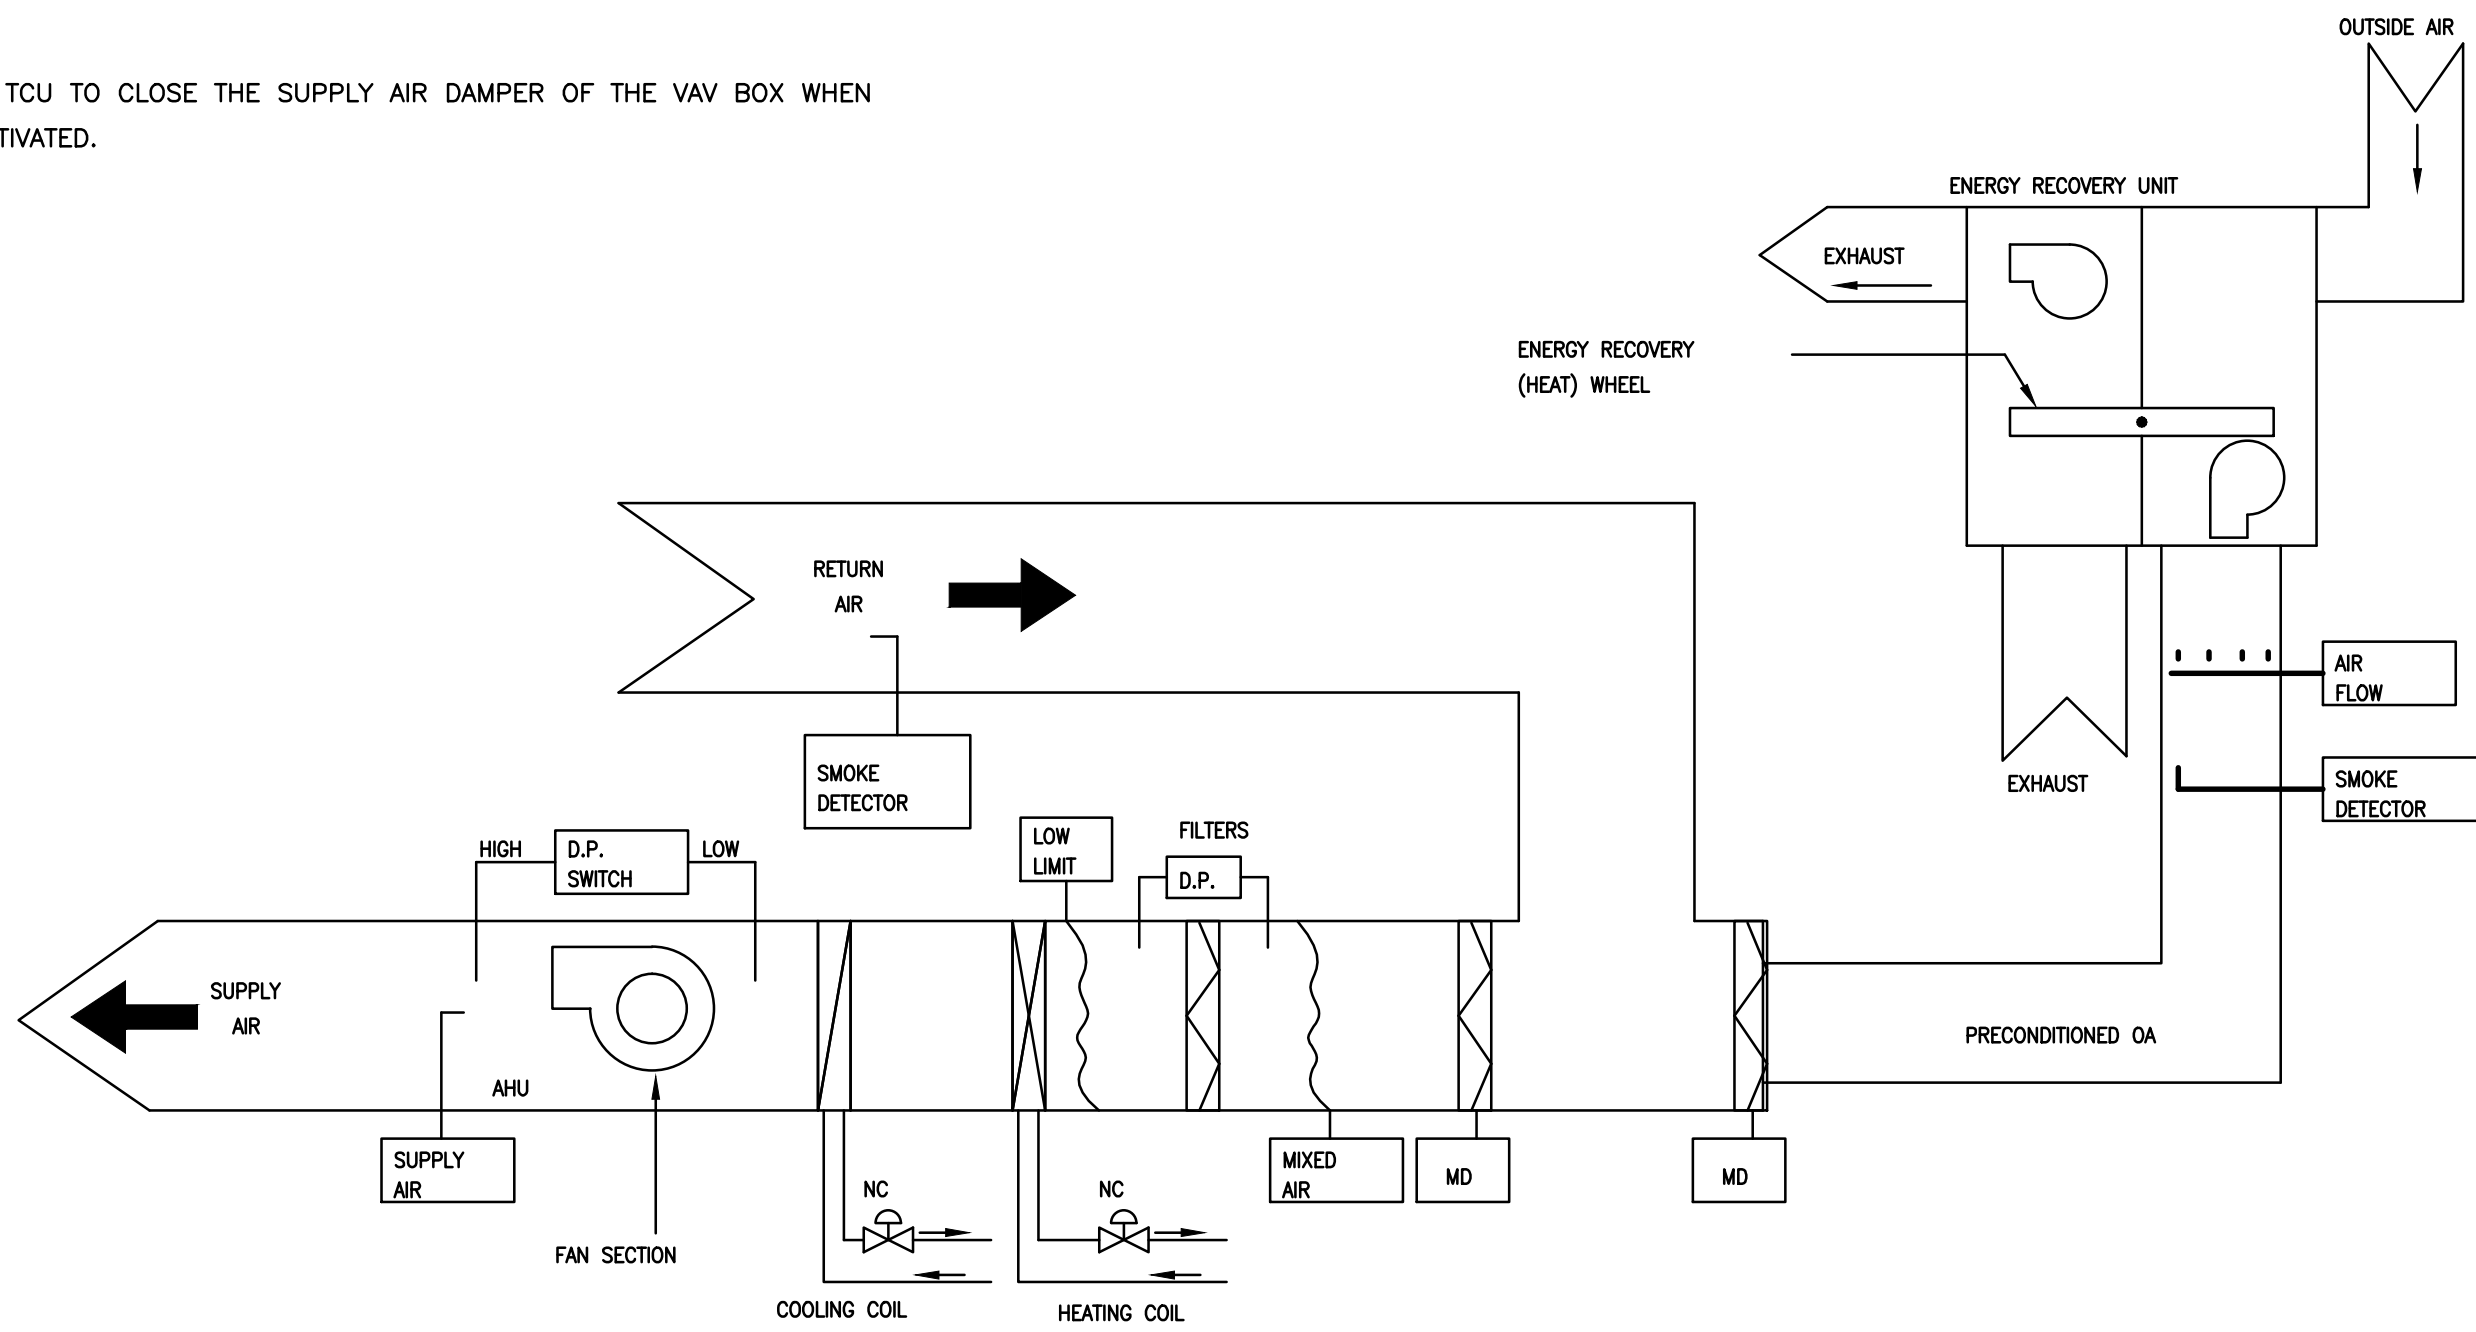 OUTSIDE AIR
TCU TO CLOSE THE SUPPLY AIR DAMPER OF THE VAV BOX WHEN
TIVATED.
ENERGY RECOVERY UNIT
EXHAUST
ENERGY RECOVERY
(HEAT) WHEEL
RETURN
AIR
AIR
FLOW
SMOKE
DETECTOR
EXHAUST
SMOKE
DETECTOR
FILTERS
LOW
LIMIT
D.P.
HIGH
D.P.
SWITCH
LOW
SUPPLY
AIR
AHU
PRECONDITIONED OA
SUPPLY
AIR
MIXED
AIR
MD
MD
NC
NC
FAN SECTION
COOLING COIL
HEATING COIL